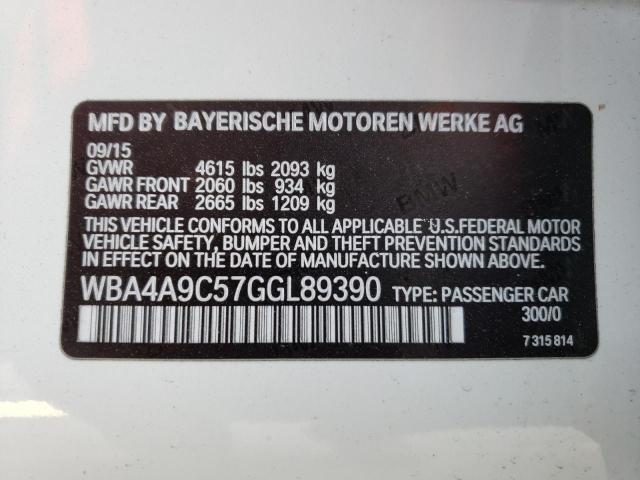 MFD BY BAYERISCHE MOTOREN WERKE AG
09/15
GVWR 4615 lbs 2093 kg
GAWR FRONT 2060 lbs 934 kg
GAWR REAR 2665 lbs 1209 kg
THIS VEHICLE CONFORMS TO ALL APPLICABLE U.S.FEDERAL MOTOR
VEHICLE SAFETY, BUMPER AND THEFT PREVENTION STANDARDS
IN EFFECT ON THE DATE OF MANUFACTURE SHOWN ABOVE.
WBA4A9C57GGL89390 TYPE: PASSENGER CAR
300/0
7 315 814